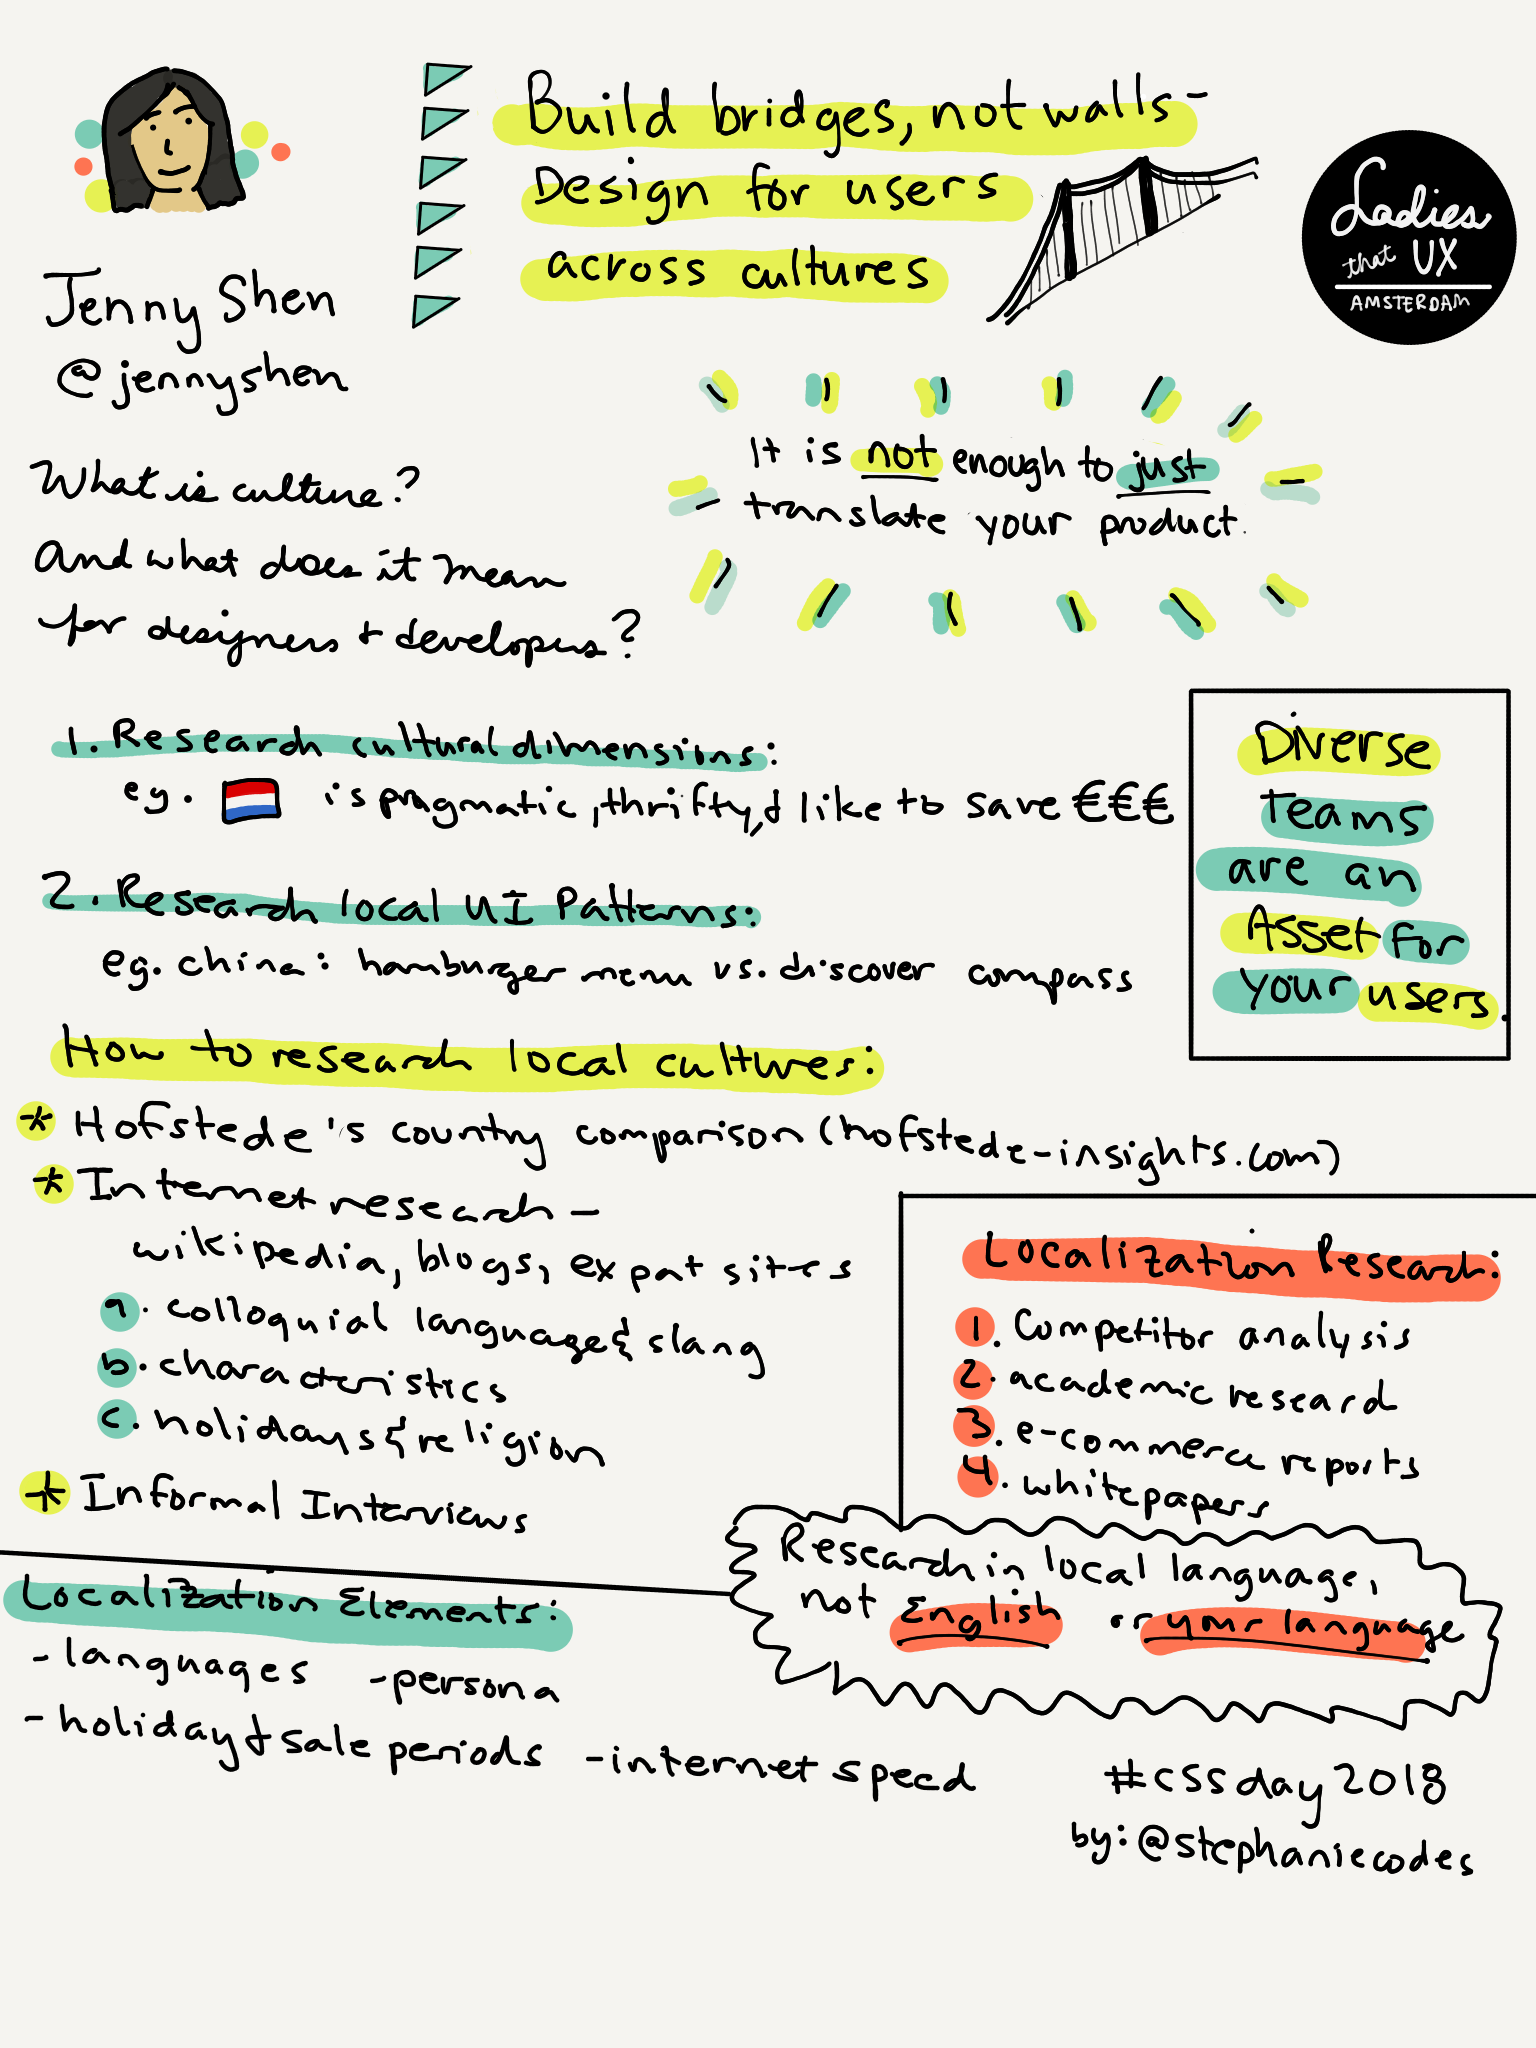 Build bridges, not walls-
Design for users
across cultures
Jenny Shen
@jennyshen
Ladies
that UX
AMSTERDAM
It is not enough to just
translate your product.
What is culture?
and what does it mean
for designers + developers?
1. Research cultural dimensions:
eg. is pragmatic, thrifty, & like to save €€€
2. Research local UI Patterns:
eg. china: hamburger menu vs. discover compass
Diverse
teams
are an
Asset for
your users.
How to research local cultures:
* Hofstede's country comparison (hofstede-insights.com)
* Internet research -
wikipedia, blogs, expat sites
a. colloquial language & slang
b. characteristics
c. holidays & religion
* Informal Interviews
Localization Research:
1. Competitor analysis
2. academic research
3. e-commerce reports
4. whitepapers
Research in local language,
not English or your language
Localization Elements:
- languages - persona
- holiday & sale periods - internet speed
#cssday 2018
by: @stephaniecodes